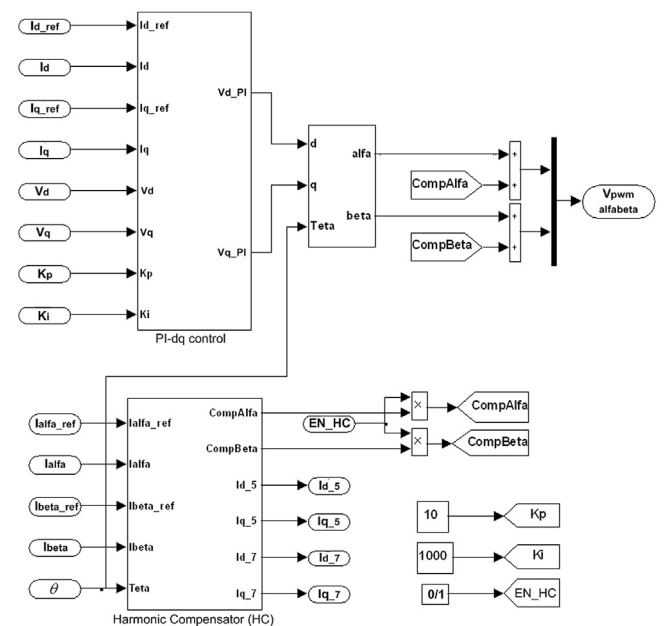 Id_ref
Id_ref
Id
Id
Vd_PI
Iq_ref
Iq_ref
Iq
Iq
d
alfa
+
CompAlfa
+
Vd
Vd
q
Vpwm
alfabeta
Vq
Vq
Teta
beta
+
CompBeta
+
Vq_PI
Kp
Kp
Ki
Ki
PI-dq control
Ialfa_ref
Ialfa_ref
CompAlfa
EN_HC
×
CompAlfa
Ialfa
Ialfa
CompBeta
×
CompBeta
Id_5
Id_5
Ibeta_ref
Ibeta_ref
Iq_5
Iq_5
10
Kp
Ibeta
Ibeta
Id_7
Id_7
1000
Ki
θ
Teta
Iq_7
Iq_7
0/1
EN_HC
Harmonic Compensator (HC)